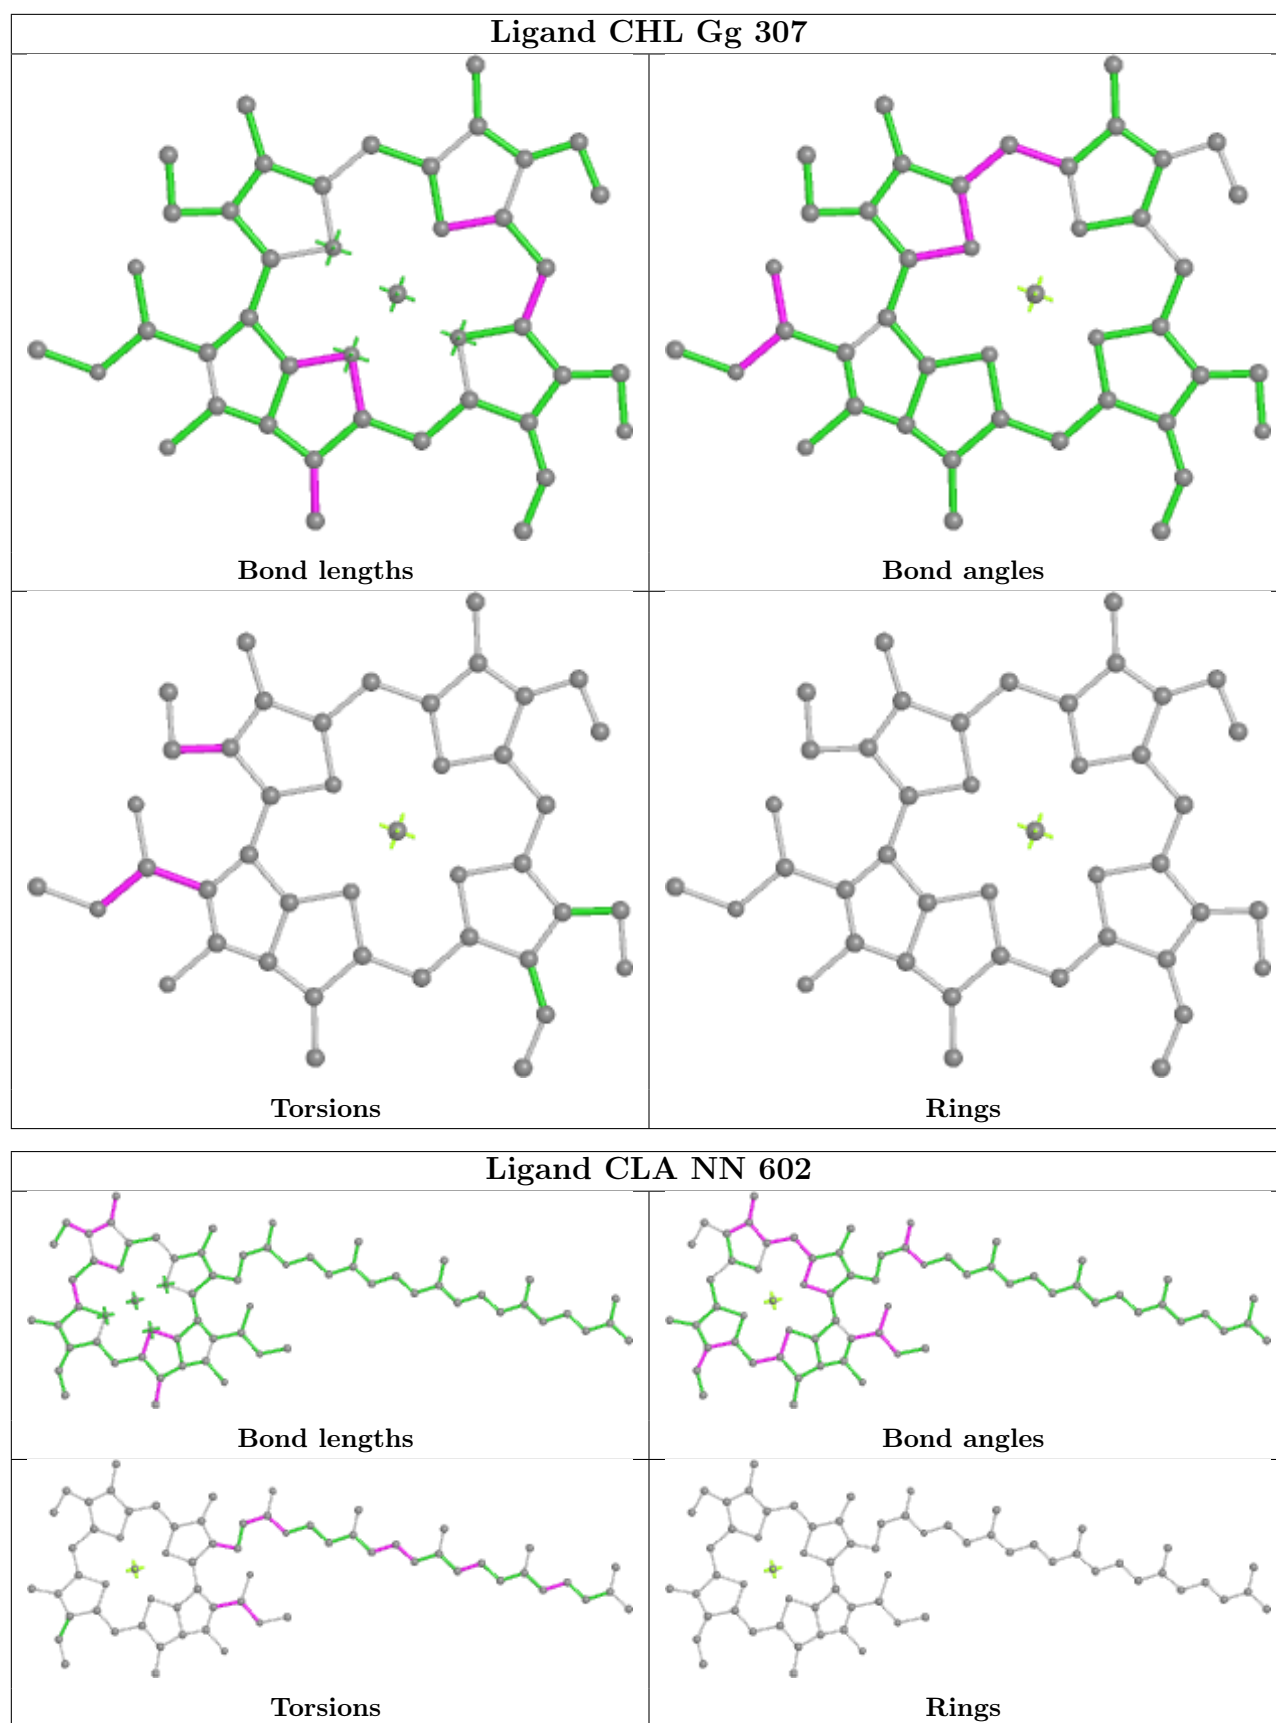 Ligand CHL Gg 307
Bond lengths
Bond angles
Torsions
Rings
Ligand CLA NN 602
Bond lengths
Bond angles
Torsions
Rings